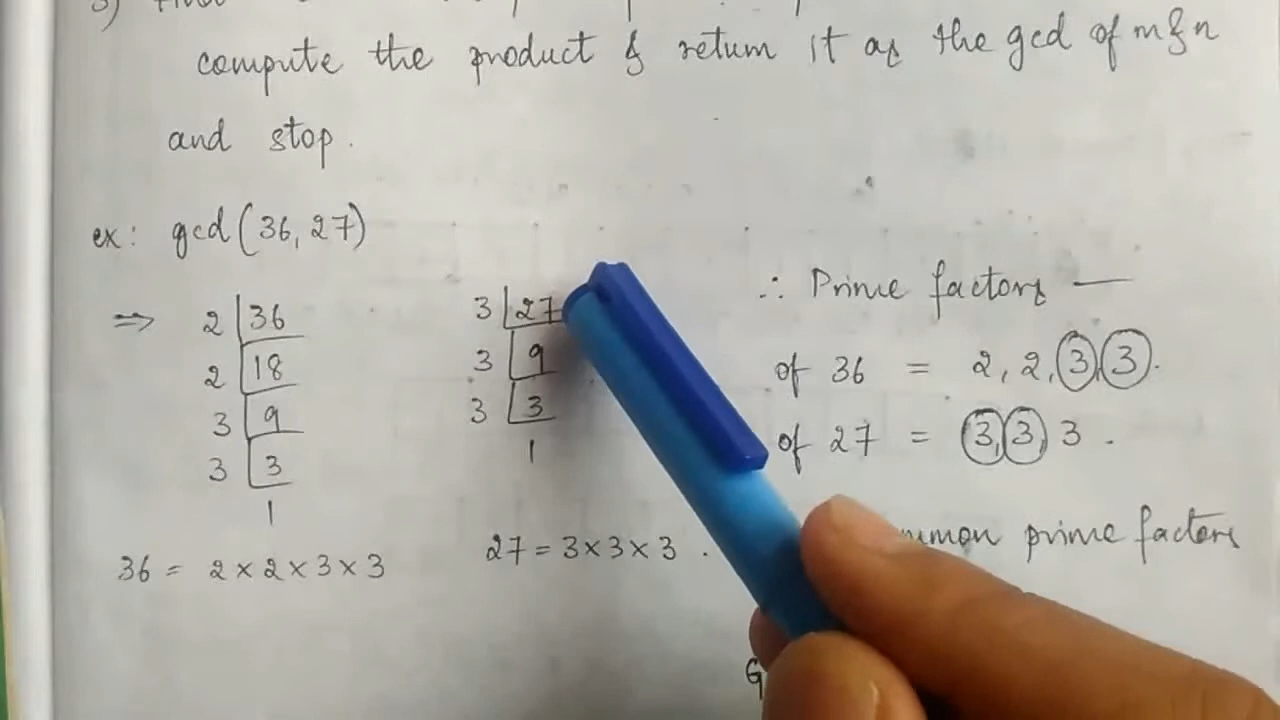 compute the product & return it as the gcd of m & n
and stop.
ex: gcd(36, 27)
⇒ 2 | 36
2 | 18
3 | 9
3 | 3
1
36 = 2 × 2 × 3 × 3
3 | 27
3 | 9
3 | 3
1
27 = 3 × 3 × 3 .
∴ Prime factors —
of 36 = 2, 2, 3, 3.
of 27 = 3, 3, 3 .
prime factors